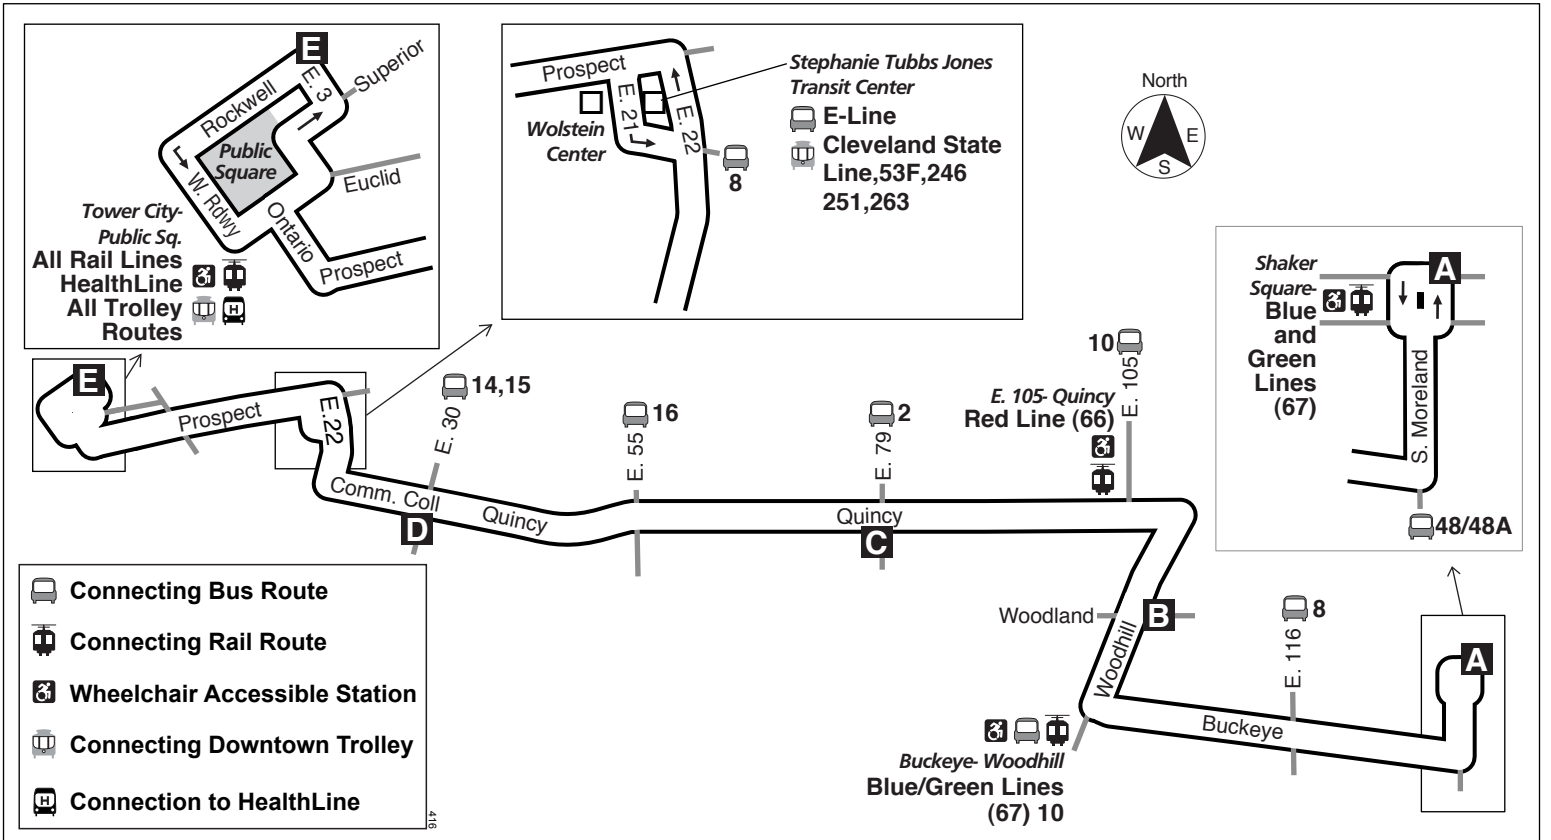 E
E. 3
Superior
Rockwell
Public
Square
W. Rdwy
Euclid
Ontario
Prospect
Tower City-
Public Sq.
All Rail Lines
HealthLine
All Trolley
Routes
H
Prospect
E. 21
E. 22
Wolstein
Center
8
Stephanie Tubbs Jones
Transit Center
E-Line
Cleveland State
Line,53F,246
251,263
North
W
E
S
Shaker
Square-
Blue
and
Green
Lines
(67)
A
S. Moreland
48/48A
E
Prospect
E.22
14,15
E. 30
Comm. Coll
D
Quincy
16
E. 55
2
E. 79
Quincy
C
10
E. 105
E. 105- Quincy
Red Line (66)
Woodland
B
Woodhill
Buckeye- Woodhill
Blue/Green Lines
(67) 10
Buckeye
8
E. 116
A
Connecting Bus Route
Connecting Rail Route
Wheelchair Accessible Station
Connecting Downtown Trolley
H
Connection to HealthLine
416